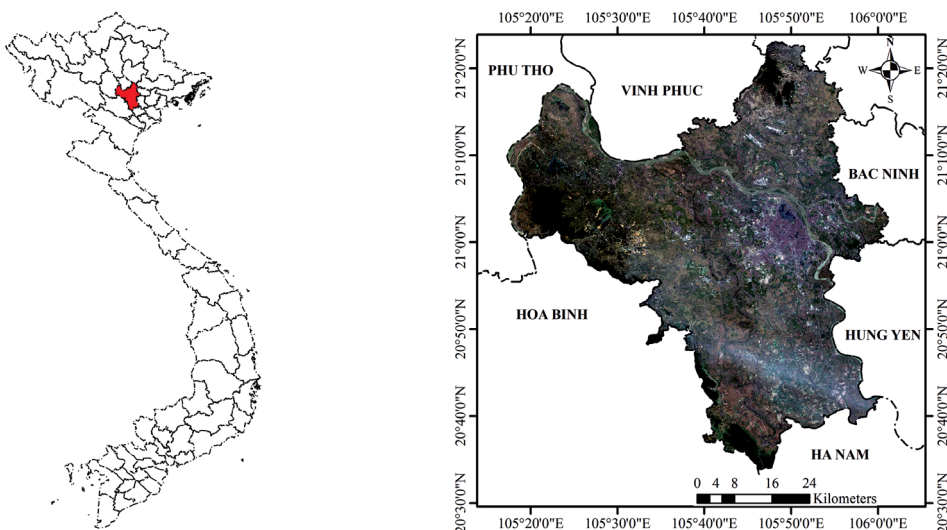 105°20'0"E 105°30'0"E 105°40'0"E 105°50'0"E 106°0'0"E
N
W E
S
PHU THO
VINH PHUC
BAC NINH
HOA BINH
HUNG YEN
HA NAM
21°20'0"N
21°10'0"N
21°0'0"N
20°50'0"N
20°40'0"N
20°30'0"N
21°20'0"N
21°10'0"N
21°0'0"N
20°50'0"N
20°40'0"N
20°30'0"N
0 4 8 16 24
Kilometers
105°20'0"E 105°30'0"E 105°40'0"E 105°50'0"E 106°0'0"E